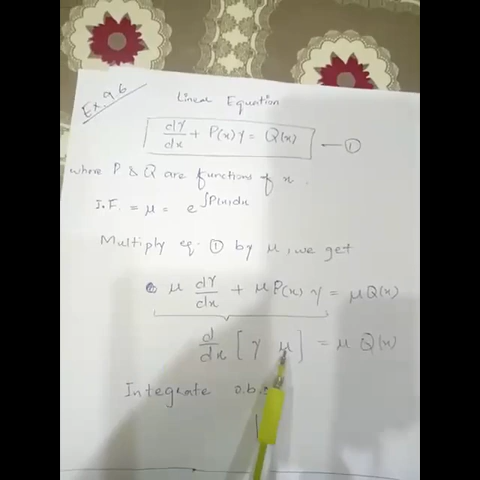 Ex. 9.6
Linear Equation
dy/dx + P(x) y = Q(x) — ①
where P & Q are functions of x.
I.F. = μ = e^∫P(x)dx
Multiply eq. ① by μ, we get
μ dy/dx + μ P(x) y = μ Q(x)
d/dx [y μ] = μ Q(x)
Integrate o.b.s